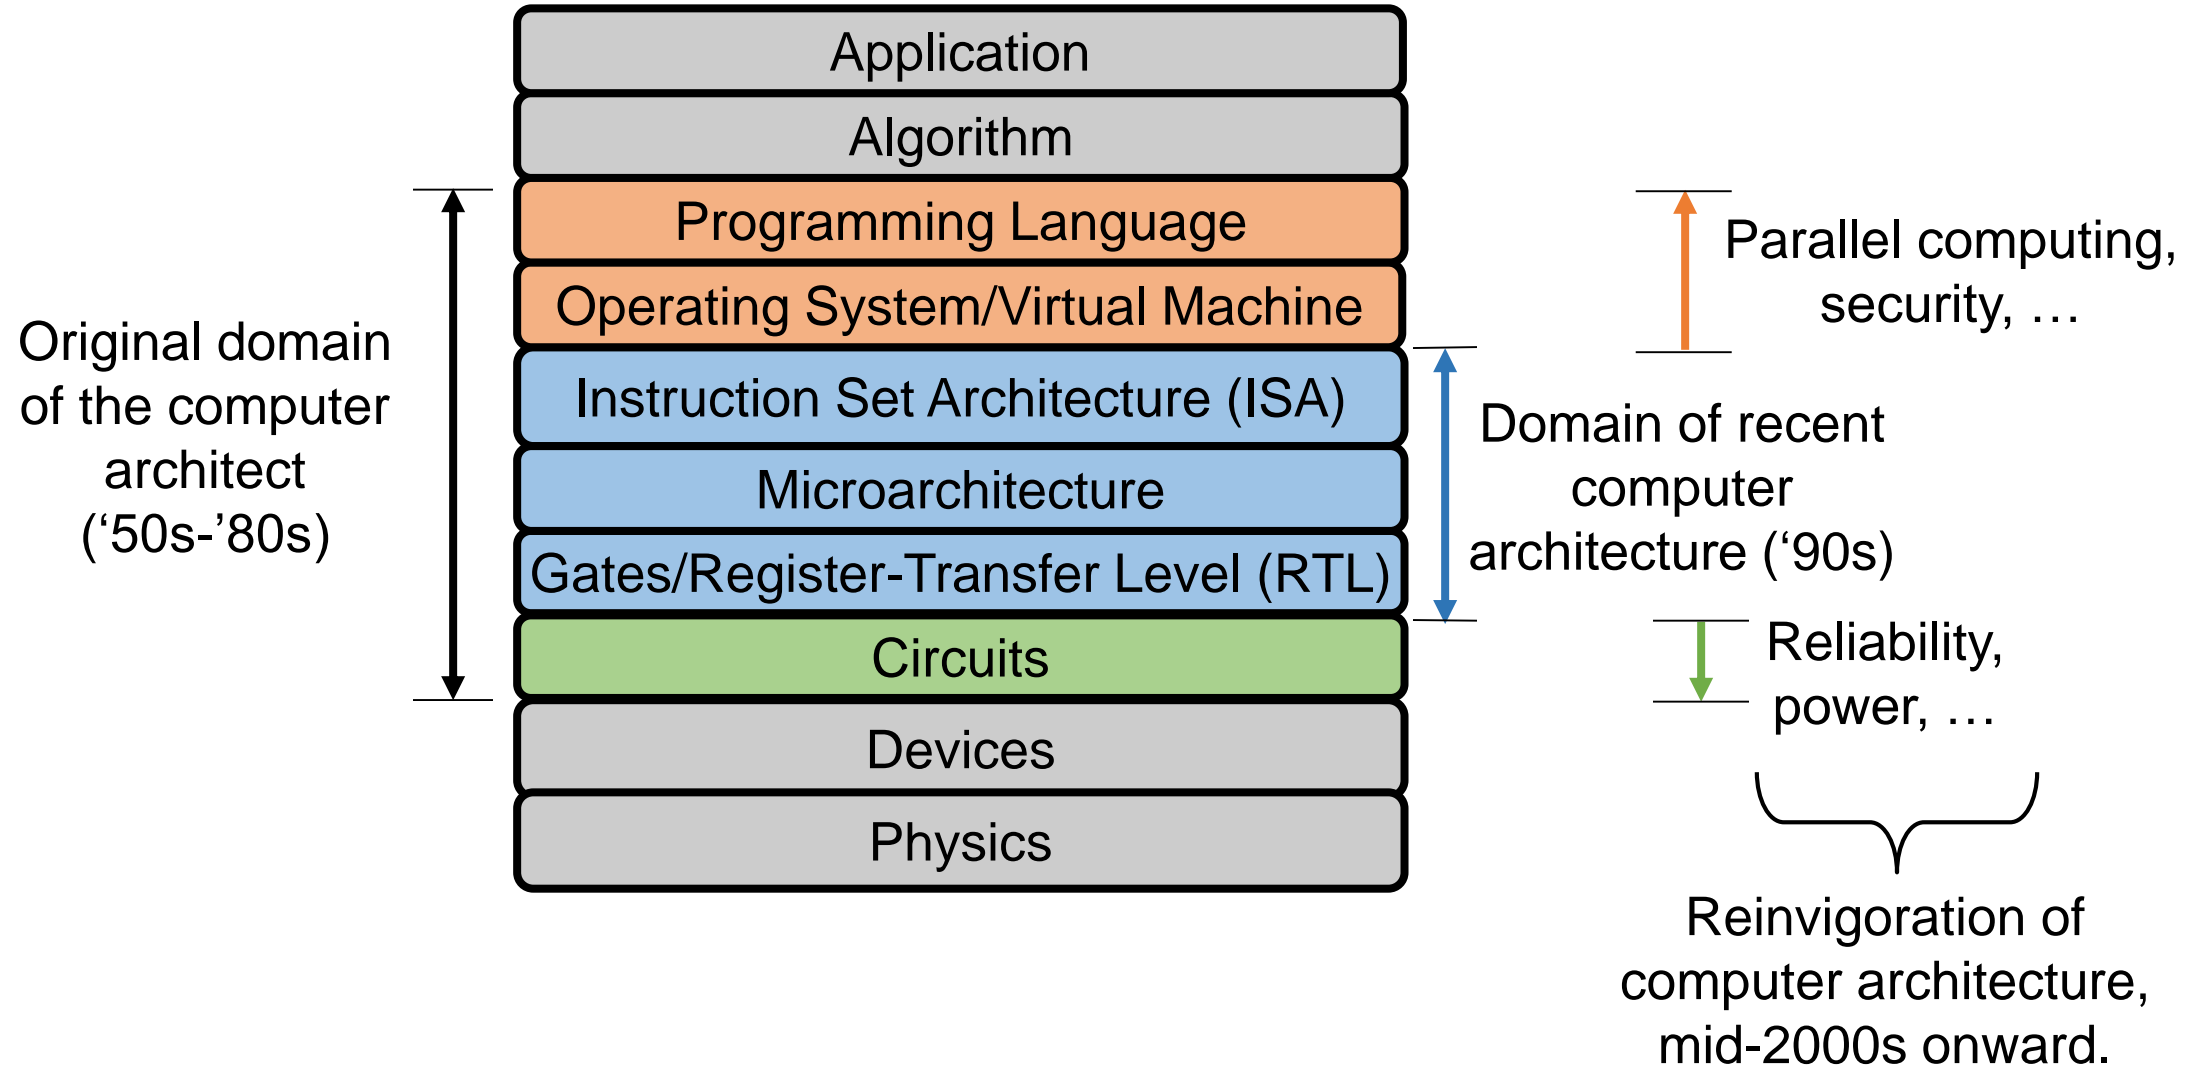 Application
Algorithm
Programming Language
Operating System/Virtual Machine
Instruction Set Architecture (ISA)
Microarchitecture
Gates/Register-Transfer Level (RTL)
Circuits
Devices
Physics
Original domain
of the computer
architect
(‘50s-’80s)
Parallel computing,
security, …
Domain of recent
computer
architecture (‘90s)
Reliability,
power, …
Reinvigoration of
computer architecture,
mid-2000s onward.